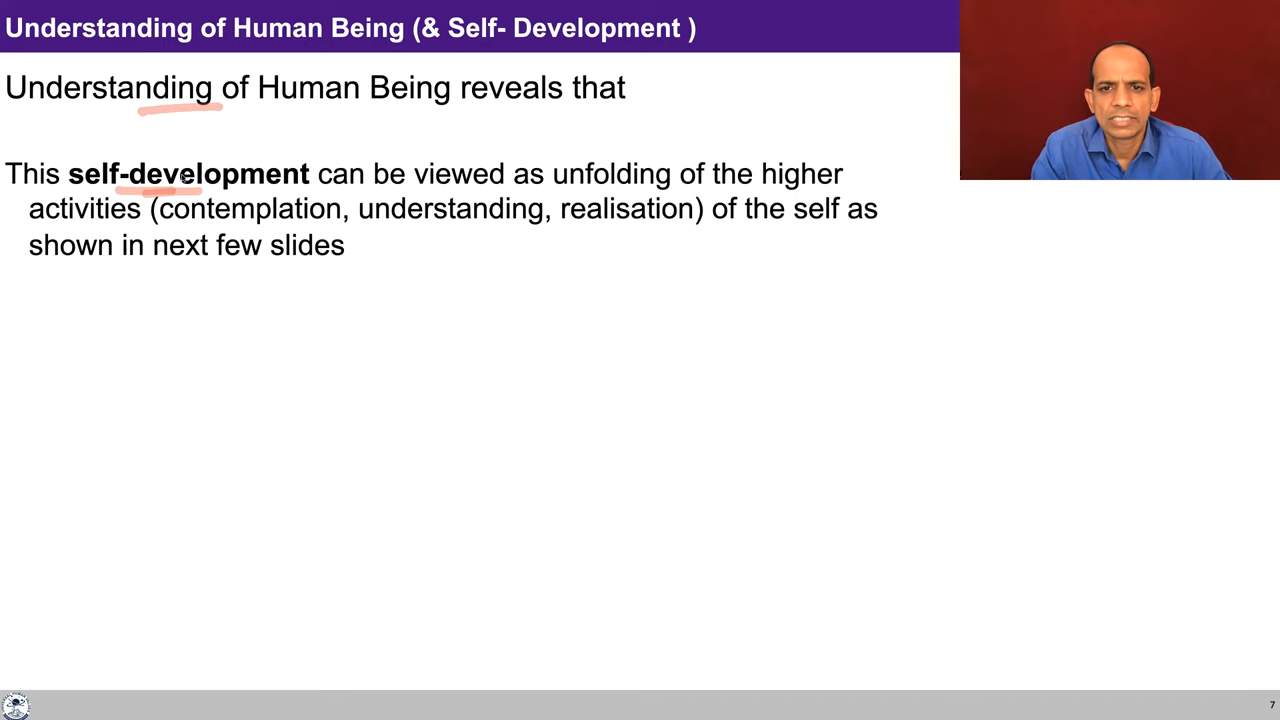 Understanding of Human Being (& Self- Development )
Understanding of Human Being reveals that
This self-development can be viewed as unfolding of the higher
activities (contemplation, understanding, realisation) of the self as
shown in next few slides
7